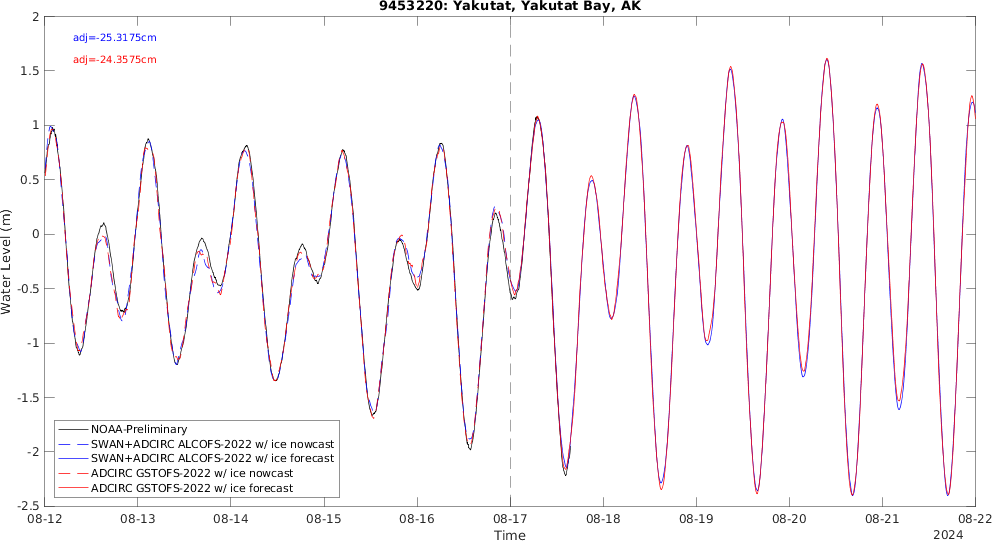 9453220: Yakutat, Yakutat Bay, AK
adj=-25.3175cm
adj=-24.3575cm
2
1.5
1
0.5
0
-0.5
-1
-1.5
-2
-2.5
Water Level (m)
NOAA-Preliminary
SWAN+ADCIRC ALCOFS-2022 w/ ice nowcast
SWAN+ADCIRC ALCOFS-2022 w/ ice forecast
ADCIRC GSTOFS-2022 w/ ice nowcast
ADCIRC GSTOFS-2022 w/ ice forecast
08-12 08-13 08-14 08-15 08-16 08-17 08-18 08-19 08-20 08-21 08-22
Time
2024